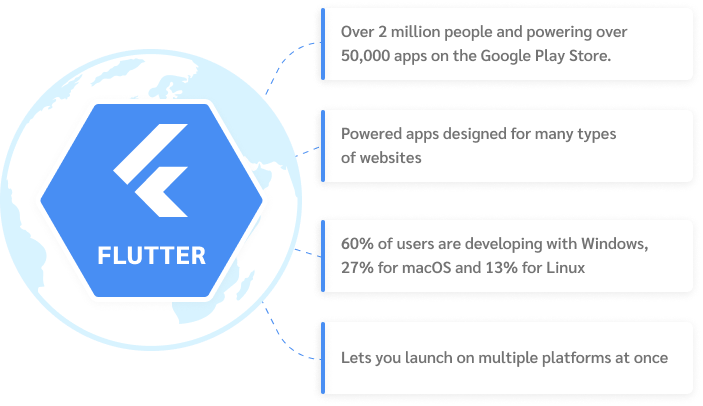 Over 2 million people and powering over
50,000 apps on the Google Play Store.
Powered apps designed for many types
of websites
FLUTTER
60% of users are developing with Windows,
27% for macOS and 13% for Linux
Lets you launch on multiple platforms at once